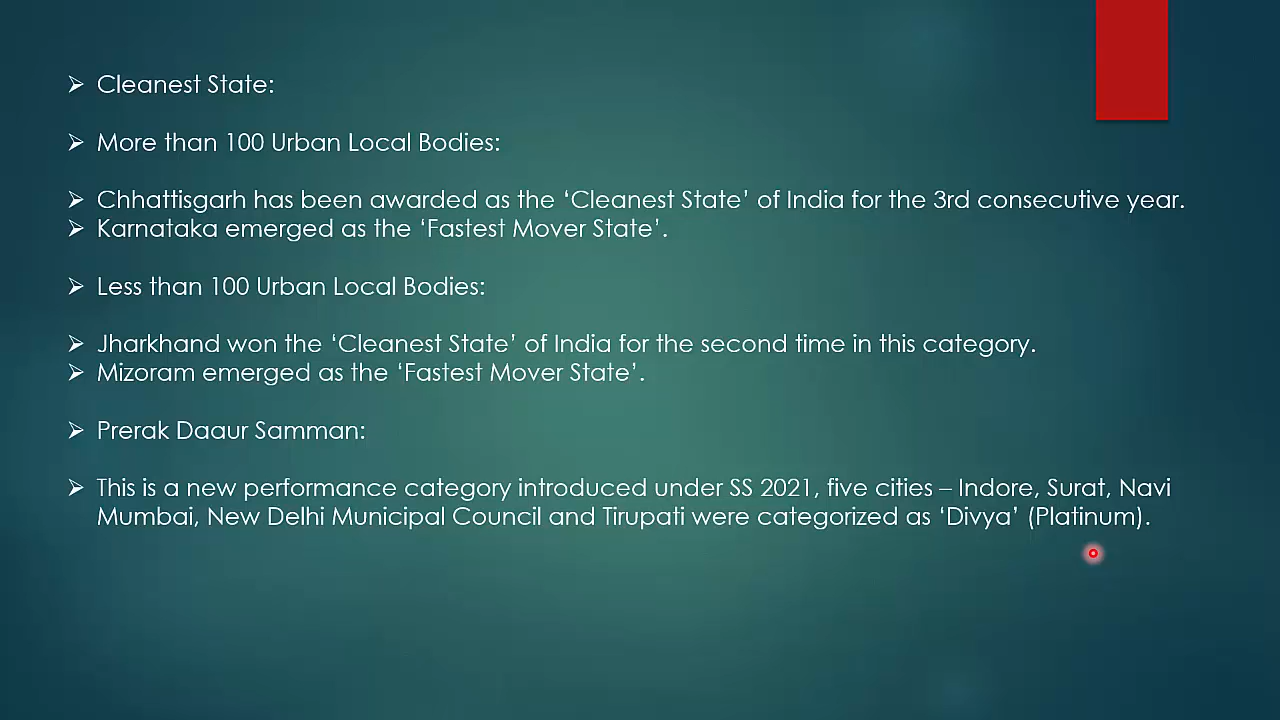 ➢ Cleanest State:
➢ More than 100 Urban Local Bodies:
➢ Chhattisgarh has been awarded as the ‘Cleanest State’ of India for the 3rd consecutive year.
➢ Karnataka emerged as the ‘Fastest Mover State’.
➢ Less than 100 Urban Local Bodies:
➢ Jharkhand won the ‘Cleanest State’ of India for the second time in this category.
➢ Mizoram emerged as the ‘Fastest Mover State’.
➢ Prerak Daaur Samman:
➢ This is a new performance category introduced under SS 2021, five cities – Indore, Surat, Navi
Mumbai, New Delhi Municipal Council and Tirupati were categorized as ‘Divya’ (Platinum).